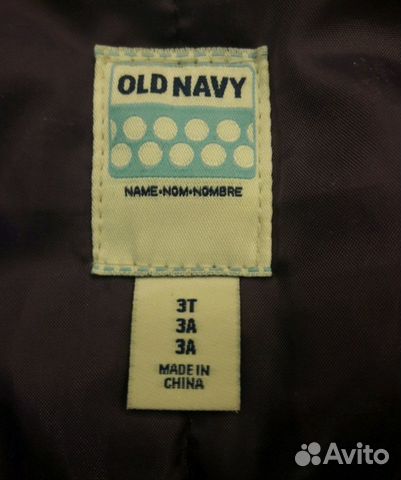 OLD NAVY
NAME•NOM•NOMBRE
3T
3A
3A
MADE IN
CHINA
Avito